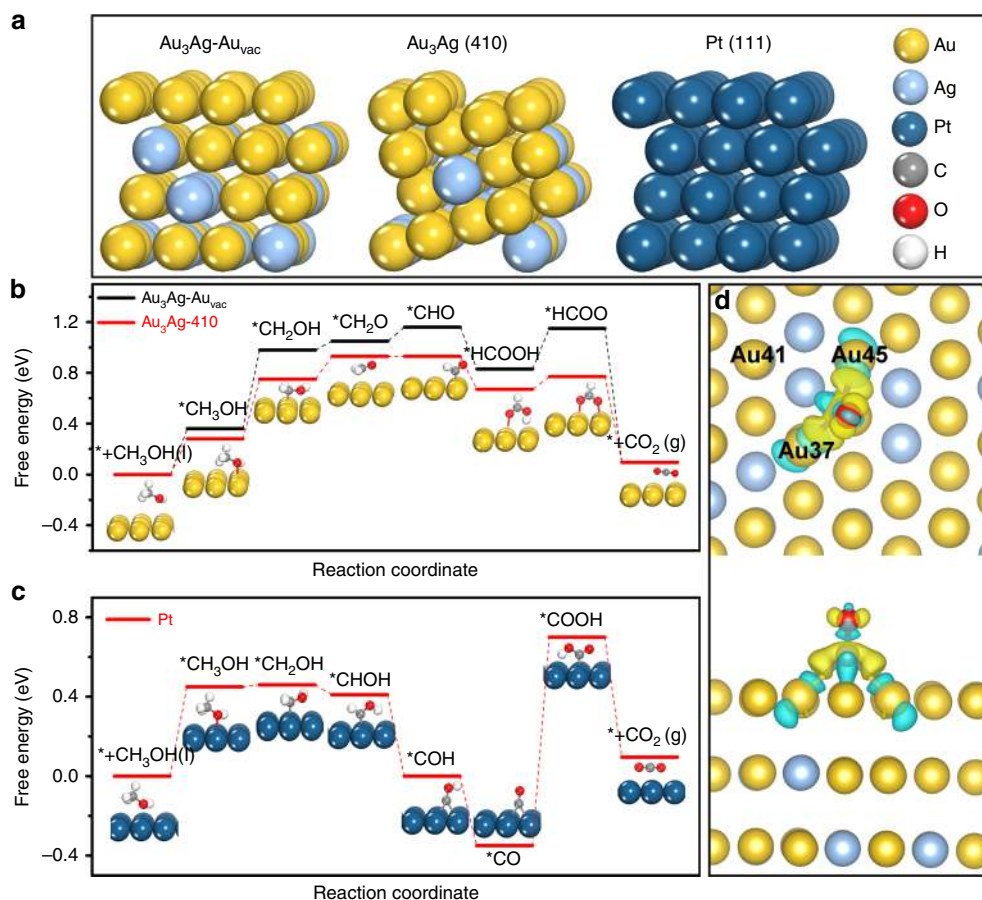 a
Au₃Ag-Auvac
Au₃Ag (410)
Pt (111)
Au
Ag
Pt
C
O
H
b
Au₃Ag-Auvac
Au₃Ag-410
1.2
0.8
0.4
0.0
–0.4
Free energy (eV)
*+CH₃OH(l)
*CH₃OH
*CH₂OH
*CH₂O
*CHO
*HCOOH
*HCOO
*+CO₂ (g)
Reaction coordinate
c
Pt
0.8
0.4
0.0
–0.4
Free energy (eV)
*+CH₃OH(l)
*CH₃OH
*CH₂OH
*CHOH
*COH
*CO
*COOH
*+CO₂ (g)
Reaction coordinate
d
Au41
Au45
Au37